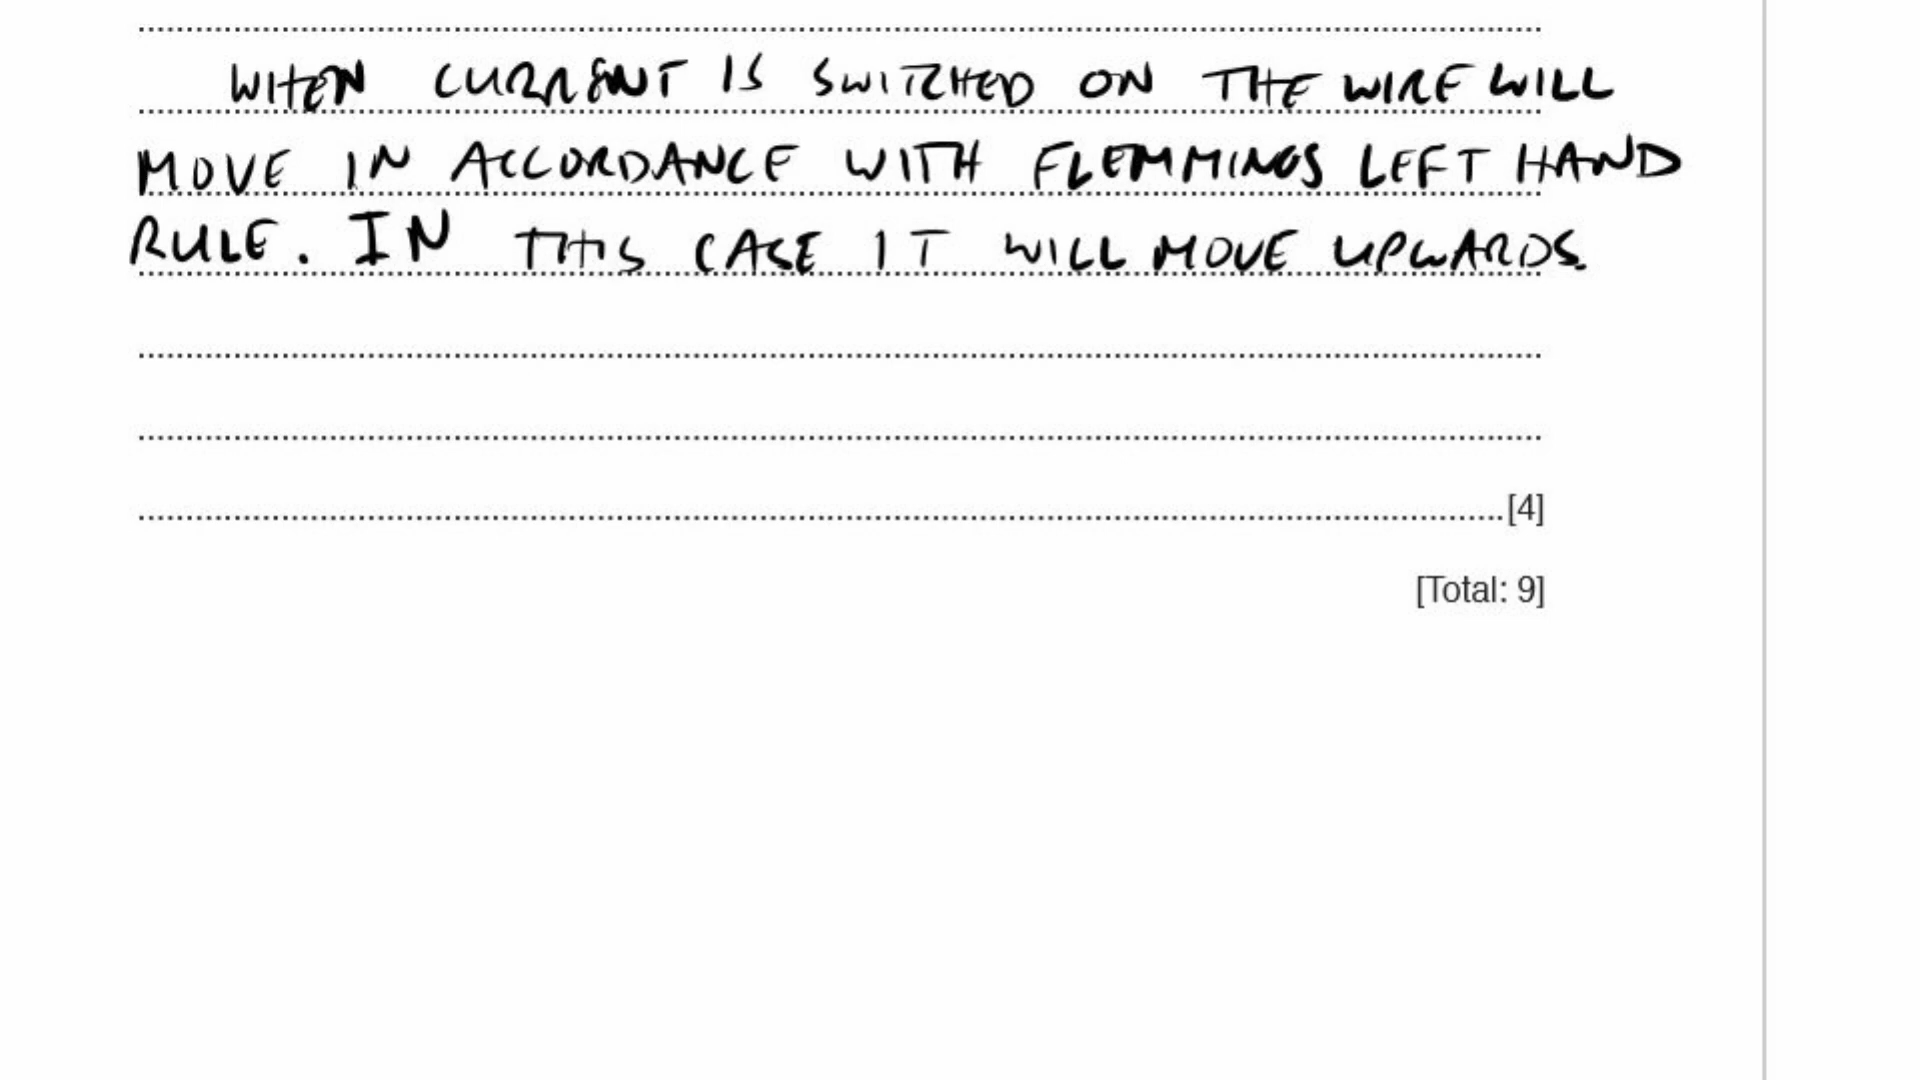 WHEN CURRENT IS SWITCHED ON THE WIRE WILL
MOVE IN ACCORDANCE WITH FLEMMINGS LEFT HAND
RULE. IN THIS CASE IT WILL MOVE UPWARDS.
[4]
[Total: 9]